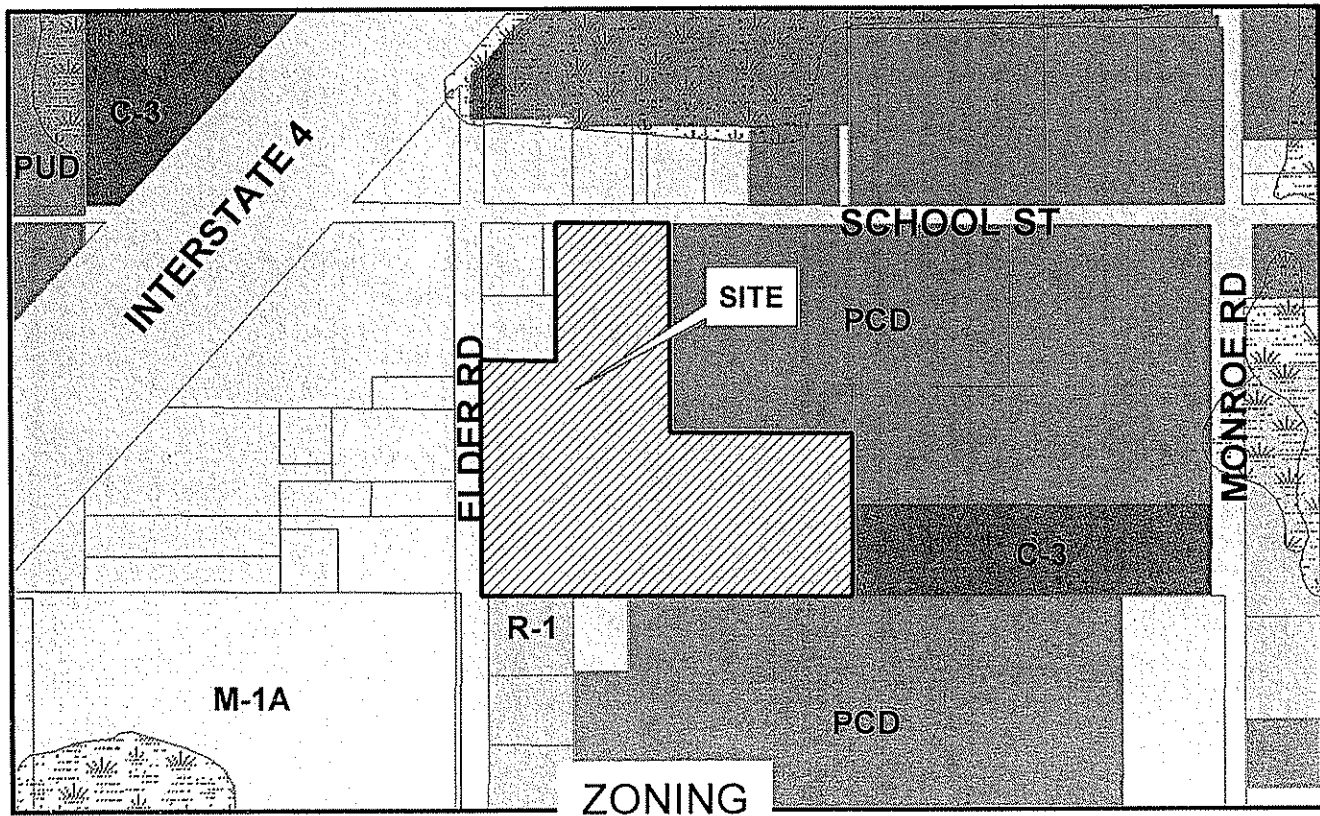 C-3
PUD
INTERSTATE 4
SCHOOL ST
SITE
PCD
ELDER RD
MONROE RD
C-3
R-1
M-1A
PCD
ZONING